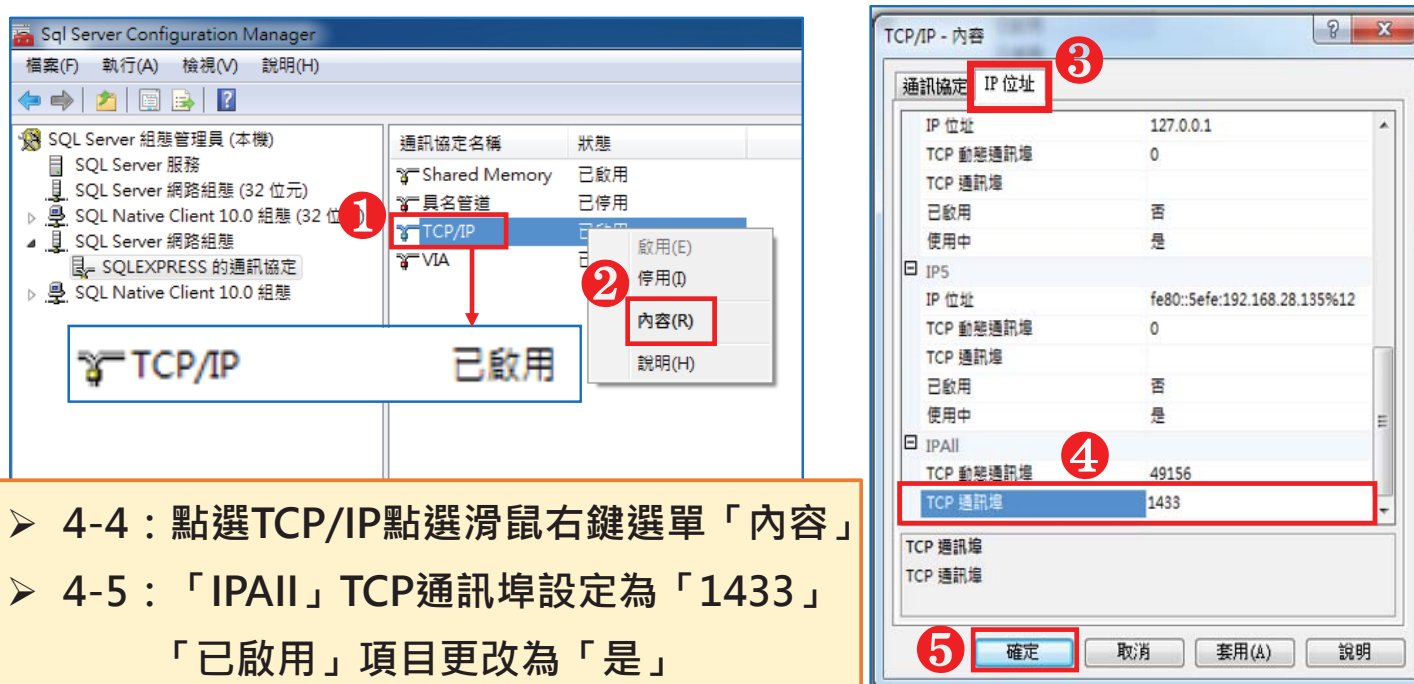 Sql Server Configuration Manager
檔案(F) 執行(A) 檢視(V) 說明(H)
SQL Server 組態管理員 (本機)
SQL Server 服務
SQL Server 網路組態 (32 位元)
SQL Native Client 10.0 組態 (32 位
SQL Server 網路組態
SQLEXPRESS 的通訊協定
SQL Native Client 10.0 組態
通訊協定名稱 狀態
Shared Memory 已啟用
具名管道 已停用
1
TCP/IP
VIA
2
啟用(E)
停用(I)
內容(R)
說明(H)
TCP/IP 已啟用
TCP/IP - 內容
3
通訊協定 IP 位址
IP 位址 127.0.0.1
TCP 動態通訊埠 0
TCP 通訊埠
已啟用 否
使用中 是
IP5
IP 位址 fe80::5efe:192.168.28.135%12
TCP 動態通訊埠 0
TCP 通訊埠
已啟用 否
使用中 是
IPAll
4
TCP 動態通訊埠 49156
TCP 通訊埠 1433
TCP 通訊埠
TCP 通訊埠
5
確定 取消 套用(A) 說明
➢ 4-4：點選TCP/IP點選滑鼠右鍵選單「內容」
➢ 4-5：「IPAll」TCP通訊埠設定為「1433」
「已啟用」項目更改為「是」